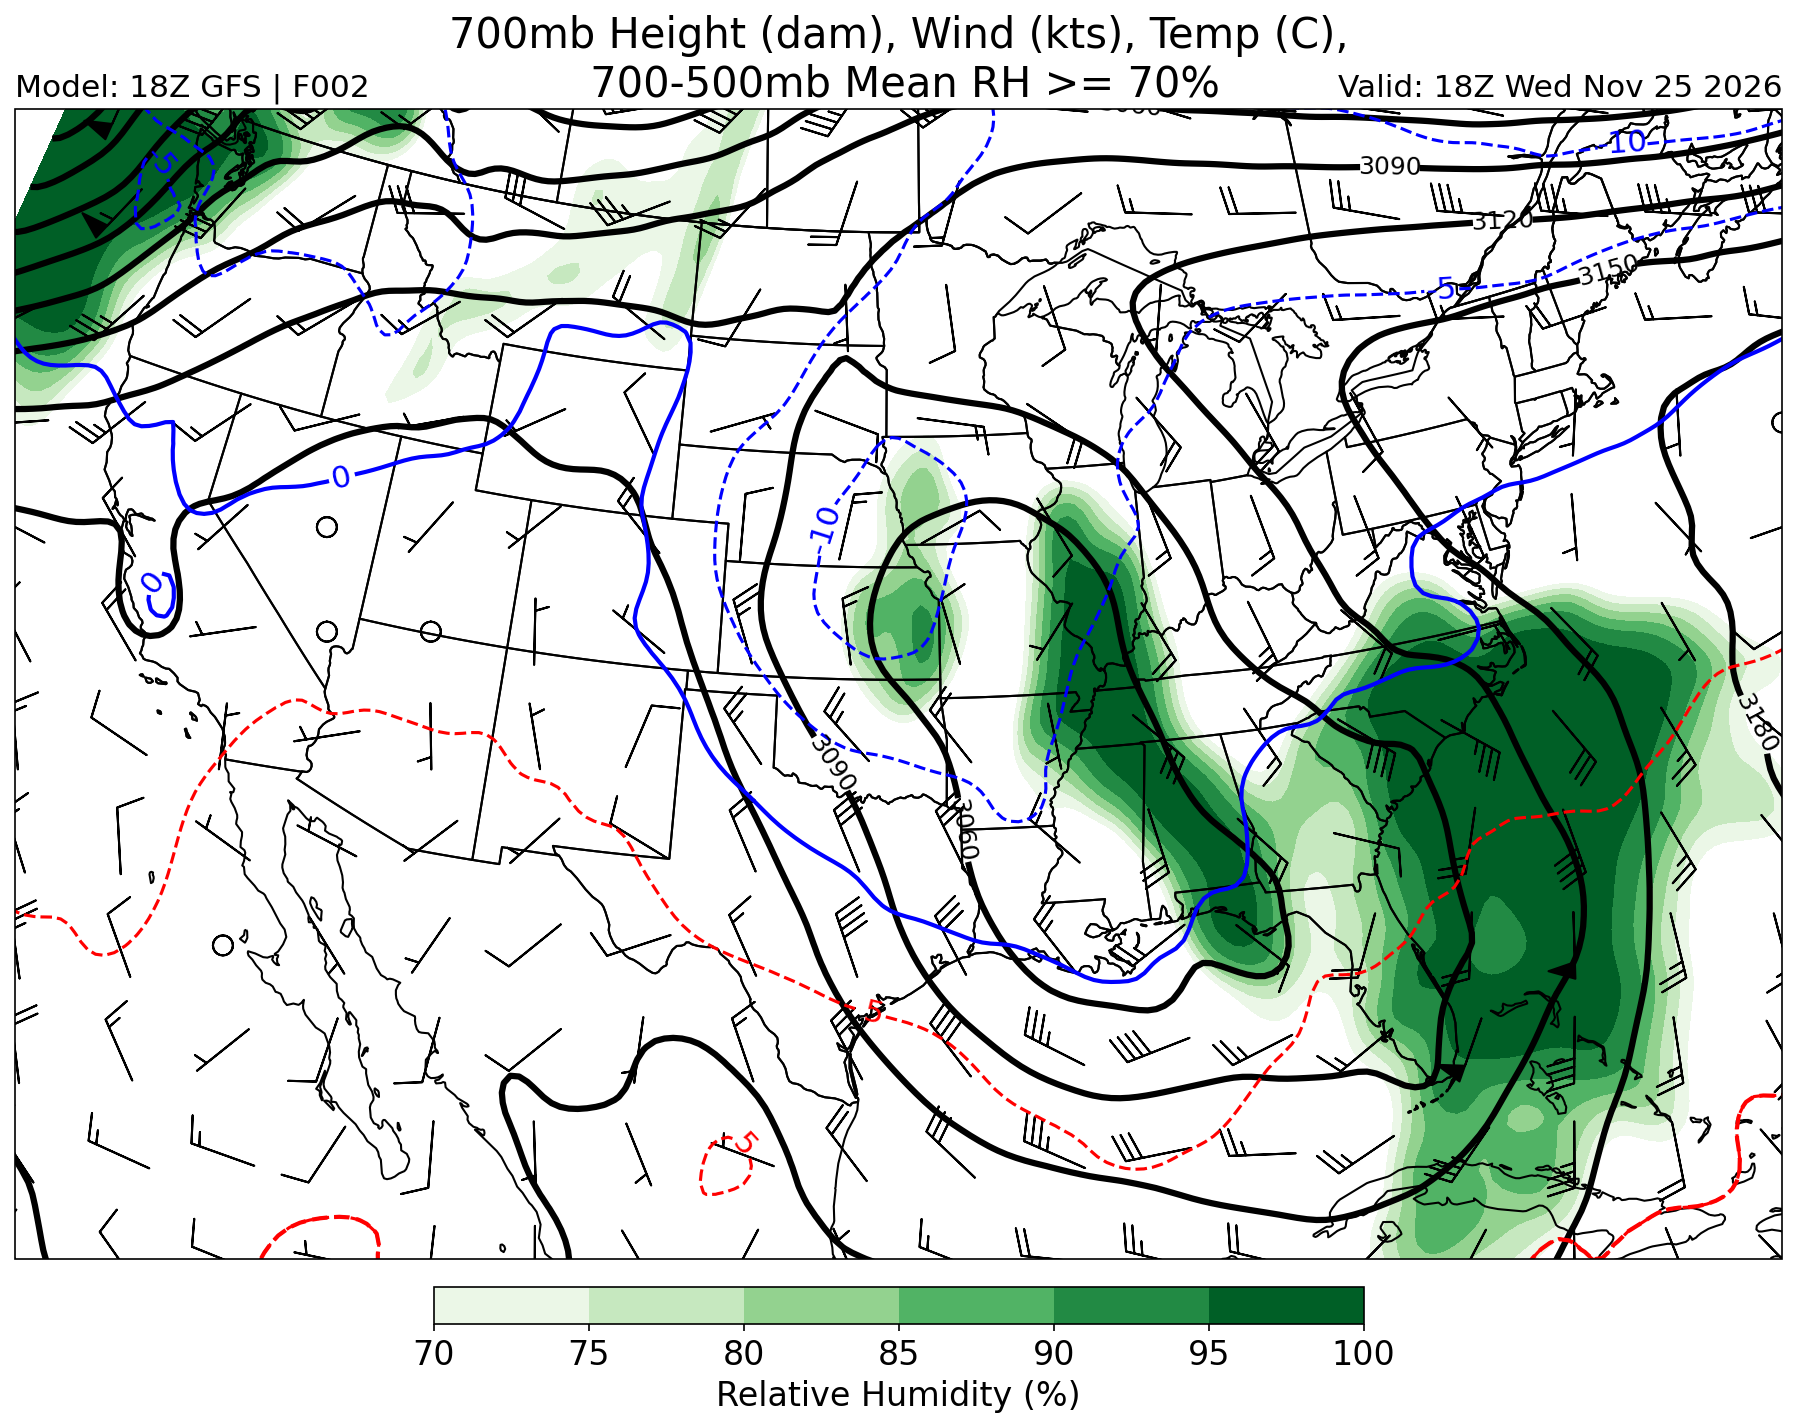 700mb Height (dam), Wind (kts), Temp (C),
700-500mb Mean RH >= 70%
Model: 18Z GFS | F002
Valid: 18Z Wed Nov 25 2026
-5
-10
3090
3120
3150
-5
0
-10
0
3180
3090
3060
5
5
70 75 80 85 90 95 100
Relative Humidity (%)